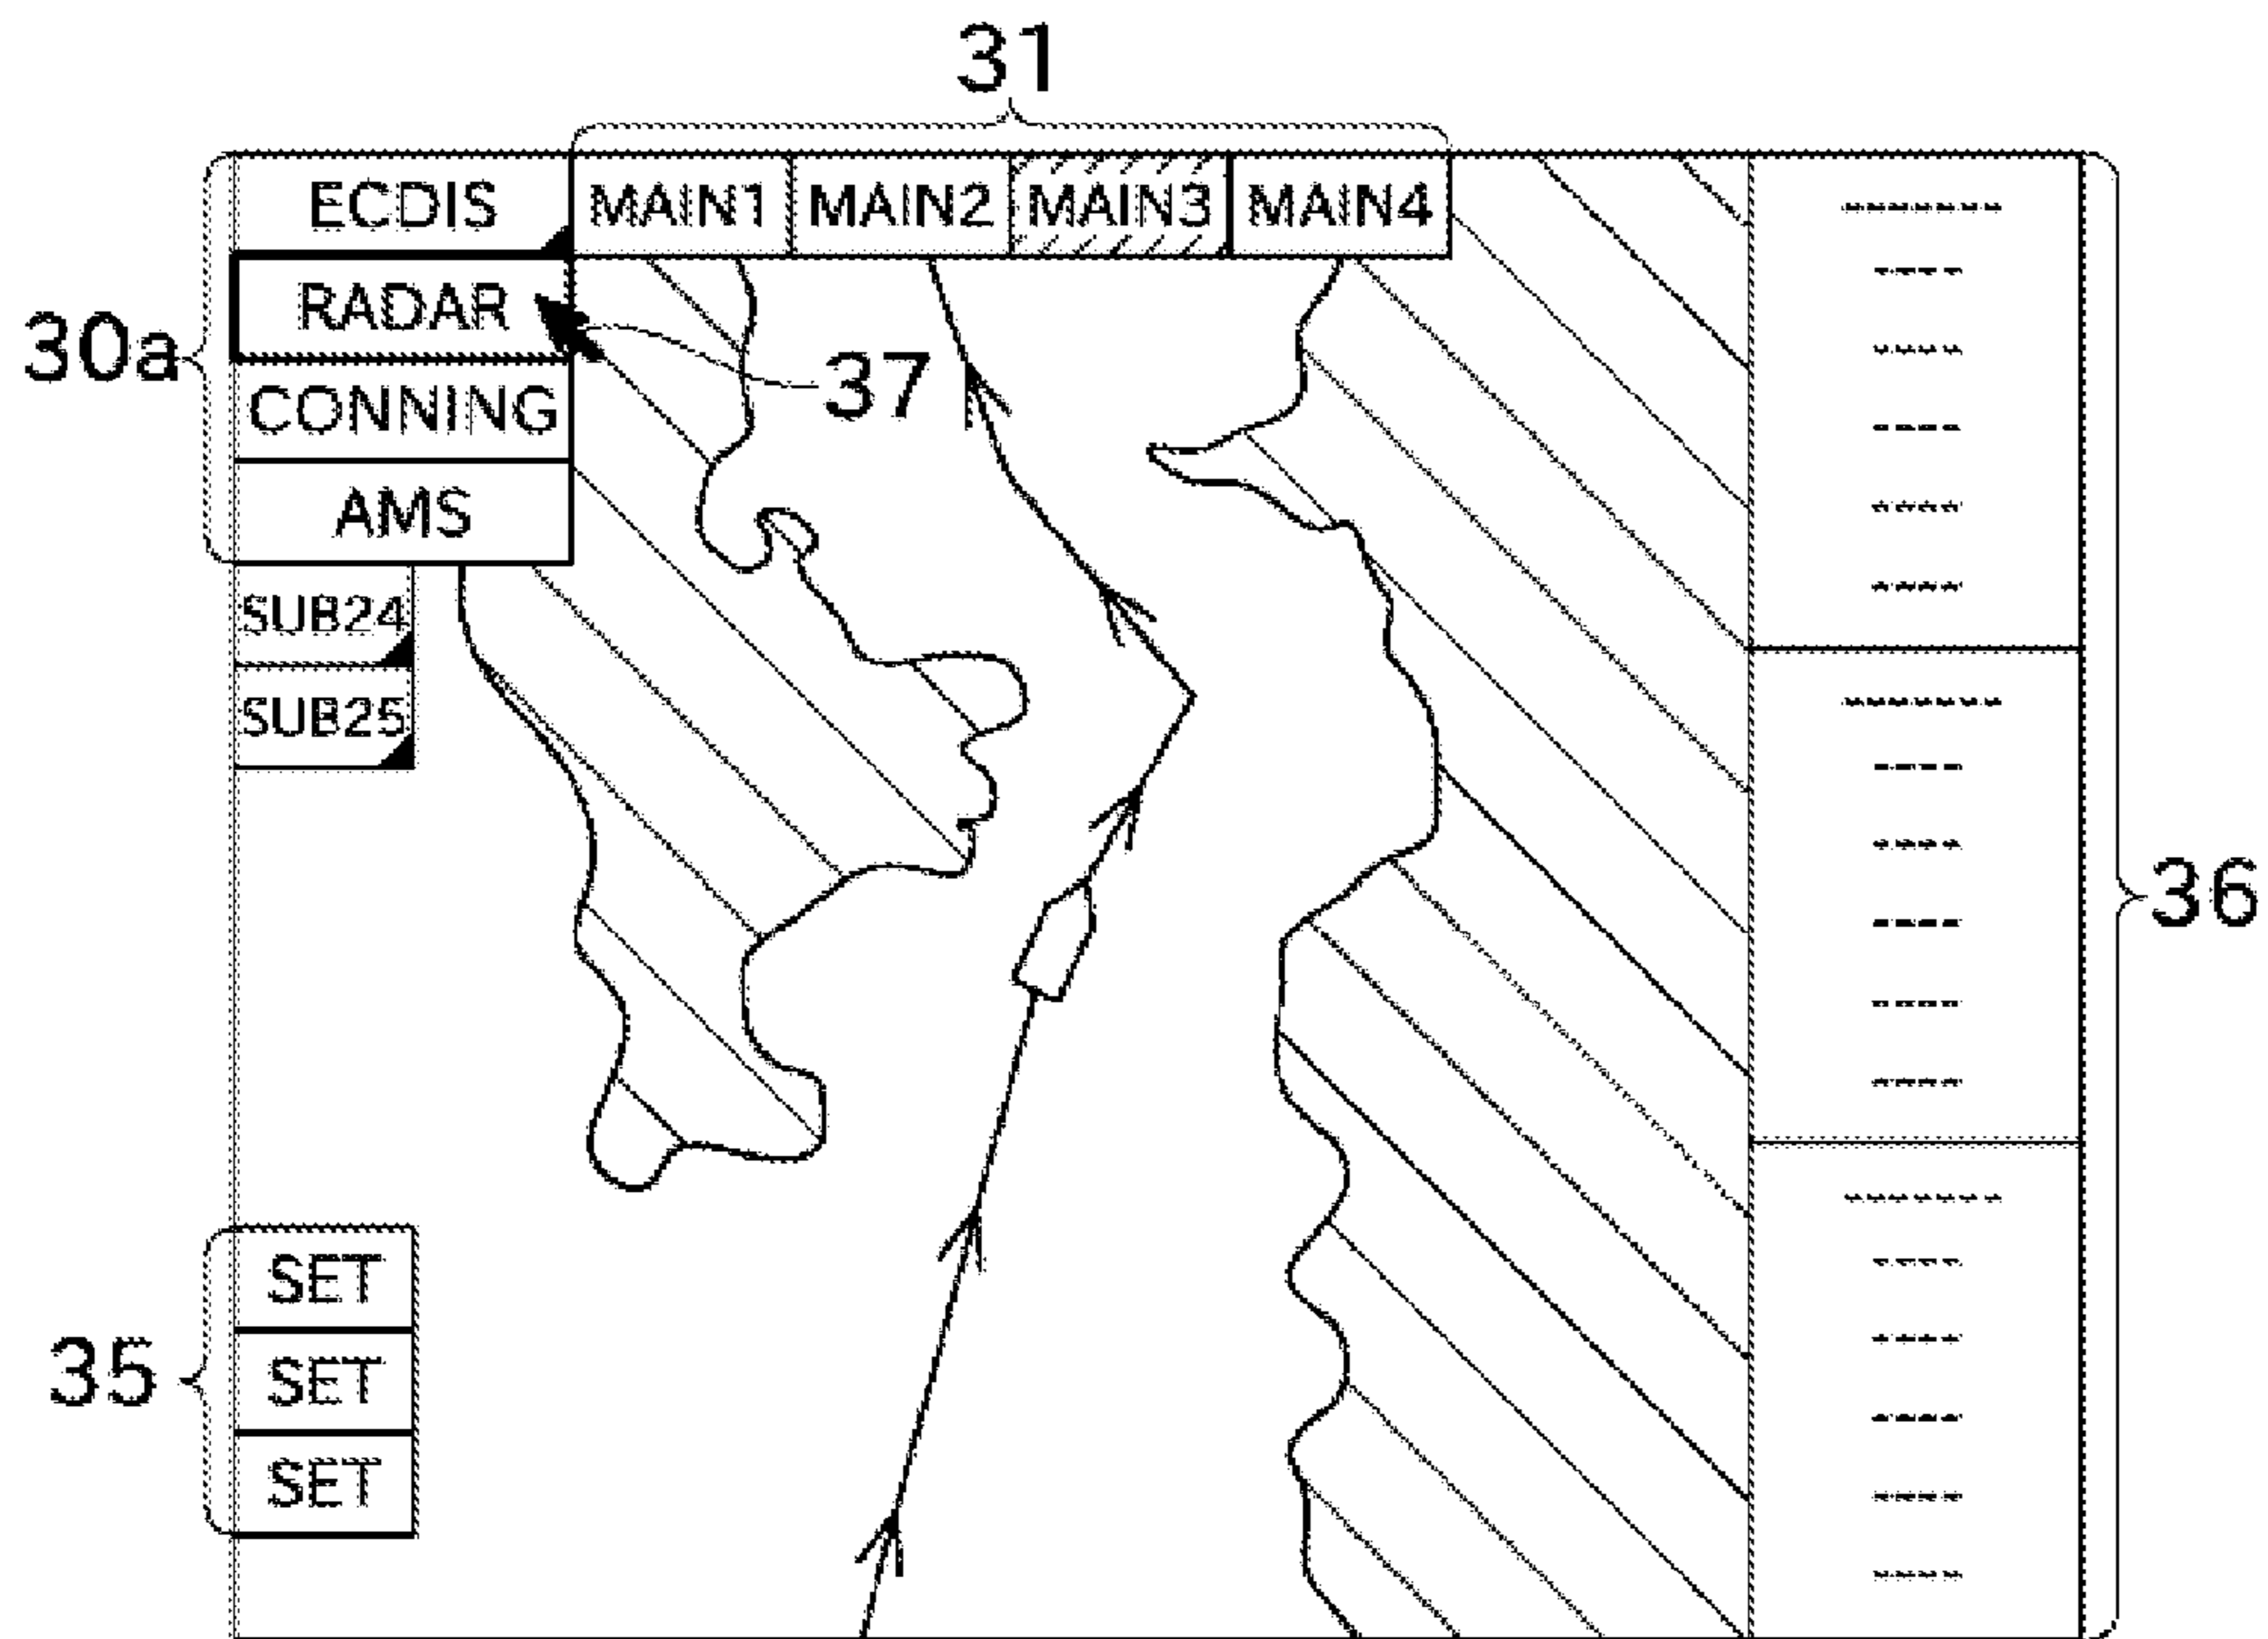 31
ECDIS MAIN1 MAIN2 MAIN3 MAIN4
RADAR
30a
37
CONNING
AMS
SUB24
SUB25
36
SET
35
SET
SET